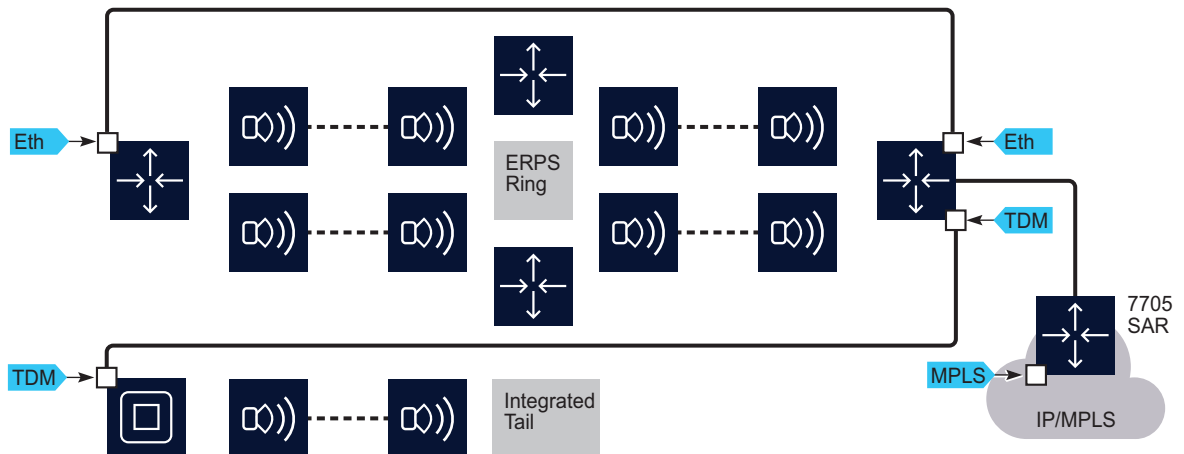 Eth
ERPS
Ring
Eth
TDM
7705
SAR
TDM
MPLS
Integrated
Tail
IP/MPLS